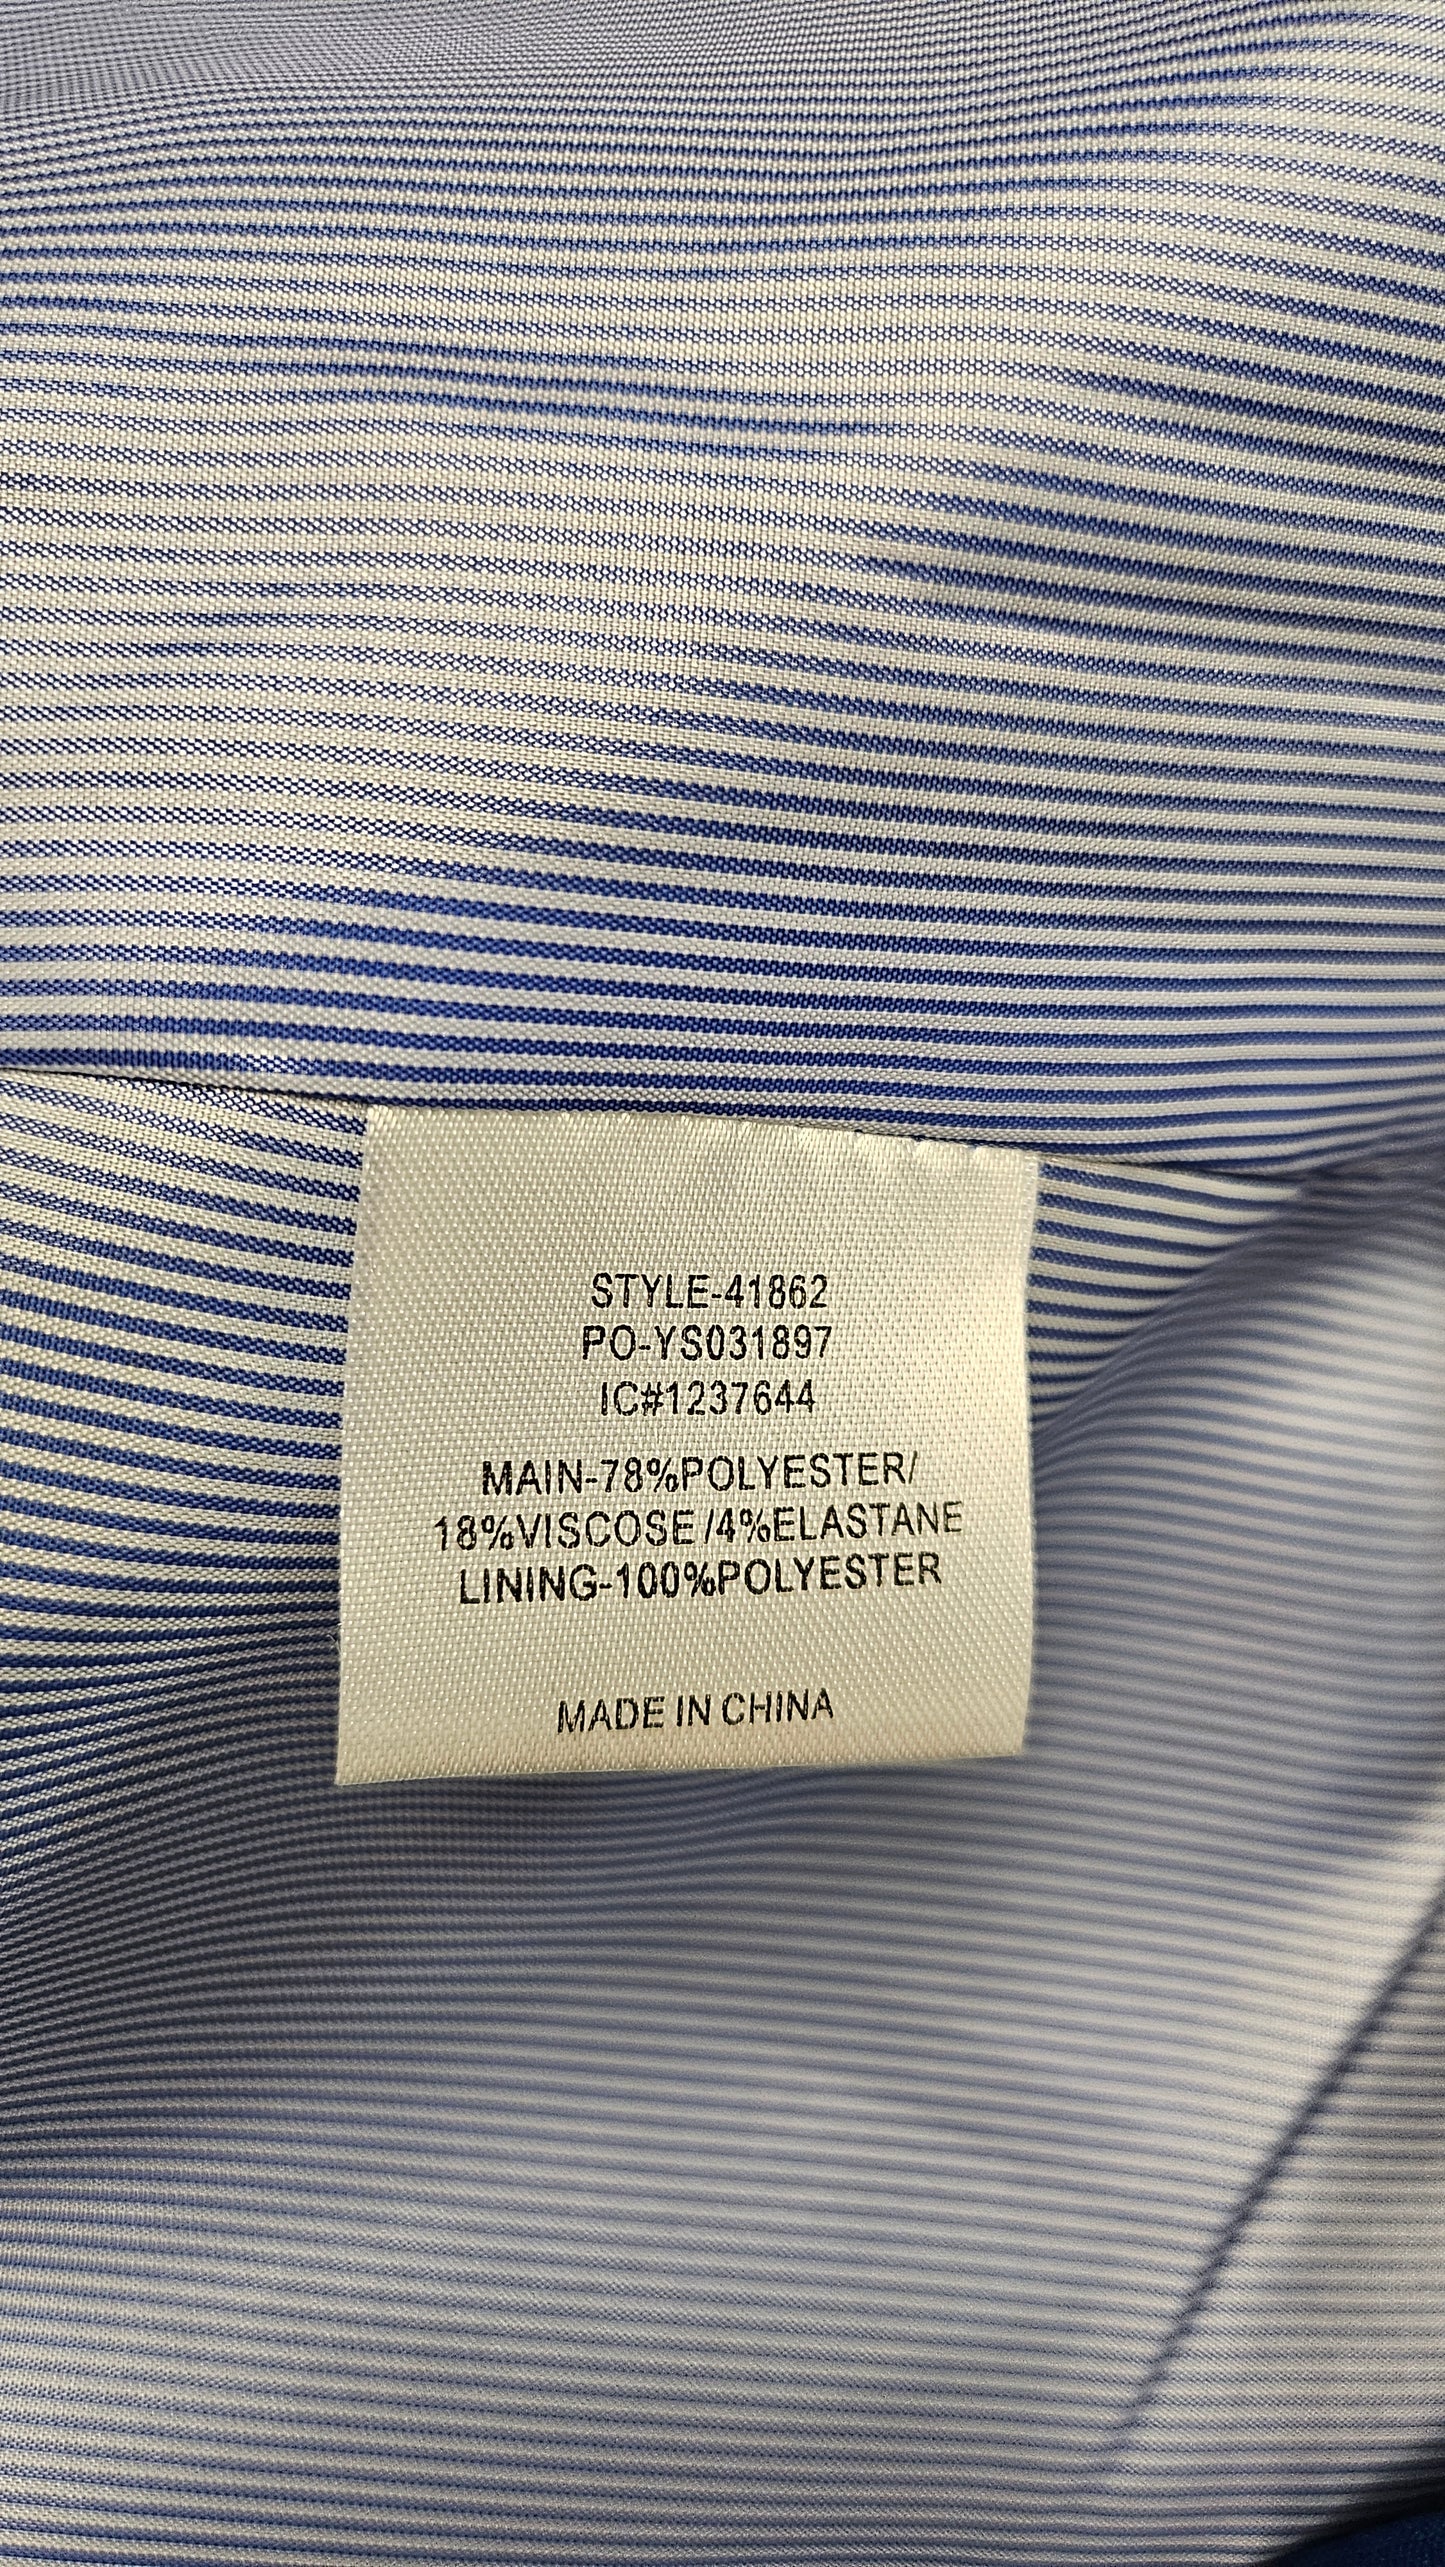 STYLE-41862
PO-YS031897
IC#1237644
MAIN-78%POLYESTER/
18%VISCOSE/4%ELASTANE
LINING-100%POLYESTER
MADE IN CHINA